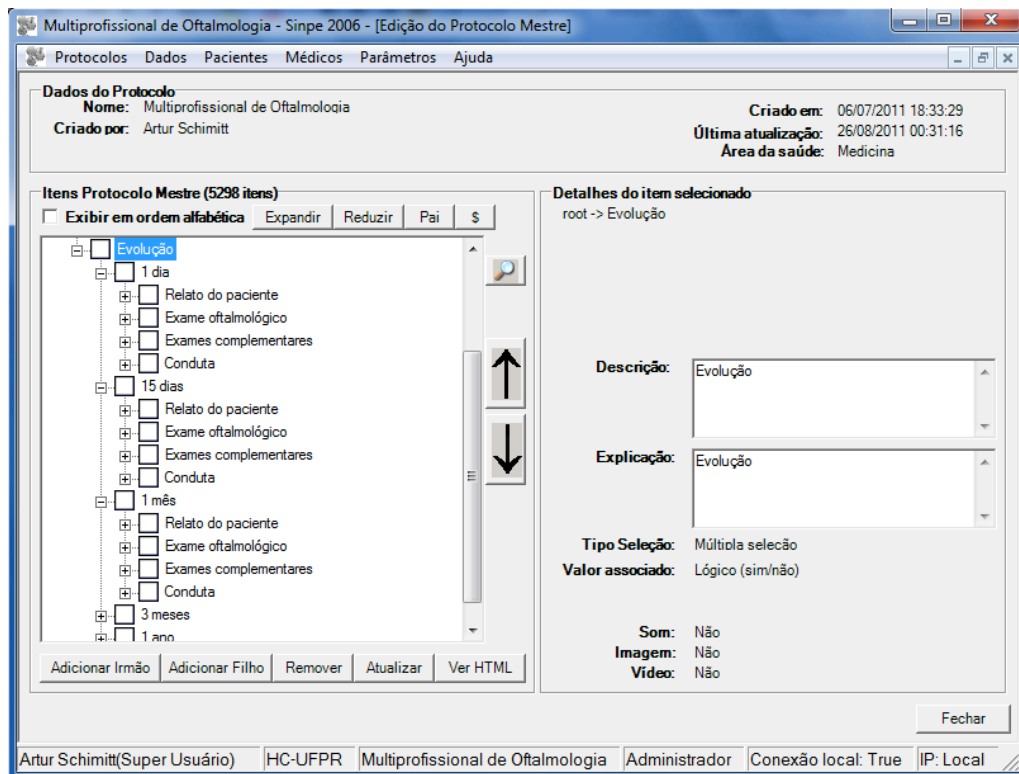 Multiprofissional de Oftalmologia - Sinpe 2006 - [Edição do Protocolo Mestre]
Protocolos Dados Pacientes Médicos Parâmetros Ajuda
Dados do Protocolo
Nome: Multiprofissional de Oftalmologia
Criado por: Artur Schimitt
Criado em: 06/07/2011 18:33:29
Última atualização: 26/08/2011 00:31:16
Área da saúde: Medicina
Itens Protocolo Mestre (5298 itens)
Exibir em ordem alfabética Expandir Reduzir Pai $
Evolução
1 dia
Relato do paciente
Exame oftalmológico
Exames complementares
Conduta
15 dias
Relato do paciente
Exame oftalmológico
Exames complementares
Conduta
1 mês
Relato do paciente
Exame oftalmológico
Exames complementares
Conduta
3 meses
1 ano
Adicionar Irmão Adicionar Filho Remover Atualizar Ver HTML
Detalhes do item selecionado
root -> Evolução
Descrição: Evolução
Explicação: Evolução
Tipo Seleção: Múltipla selecão
Valor associado: Lógico (sim/não)
Som: Não
Imagem: Não
Vídeo: Não
Fechar
Artur Schimitt(Super Usuário) HC-UFPR Multiprofissional de Oftalmologia Administrador Conexão local: True IP: Local